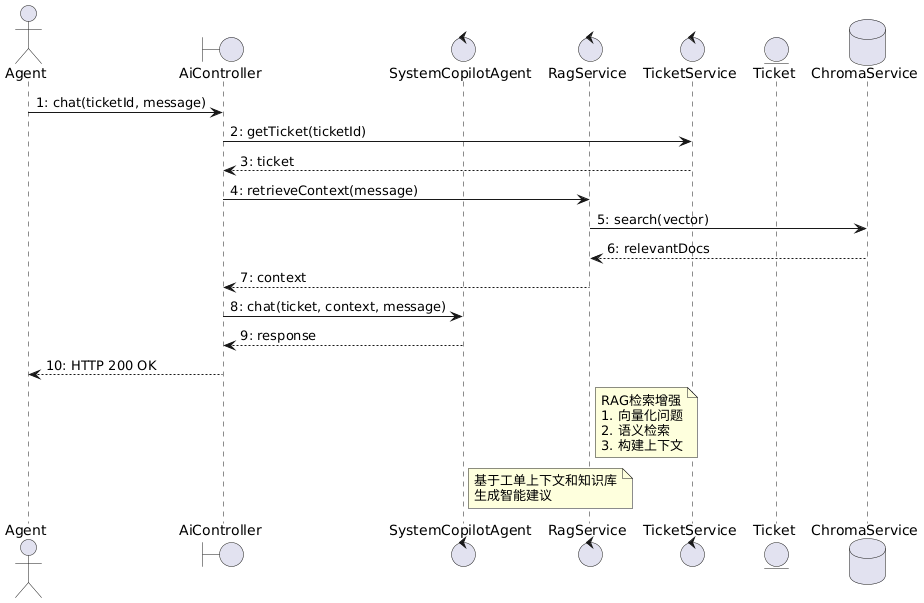 Agent
AiController
SystemCopilotAgent
RagService
TicketService
Ticket
ChromaService
1: chat(ticketId, message)
2: getTicket(ticketId)
3: ticket
4: retrieveContext(message)
5: search(vector)
6: relevantDocs
7: context
8: chat(ticket, context, message)
9: response
10: HTTP 200 OK
RAG检索增强
1. 向量化问题
2. 语义检索
3. 构建上下文
基于工单上下文和知识库
生成智能建议
Agent
AiController
SystemCopilotAgent
RagService
TicketService
Ticket
ChromaService